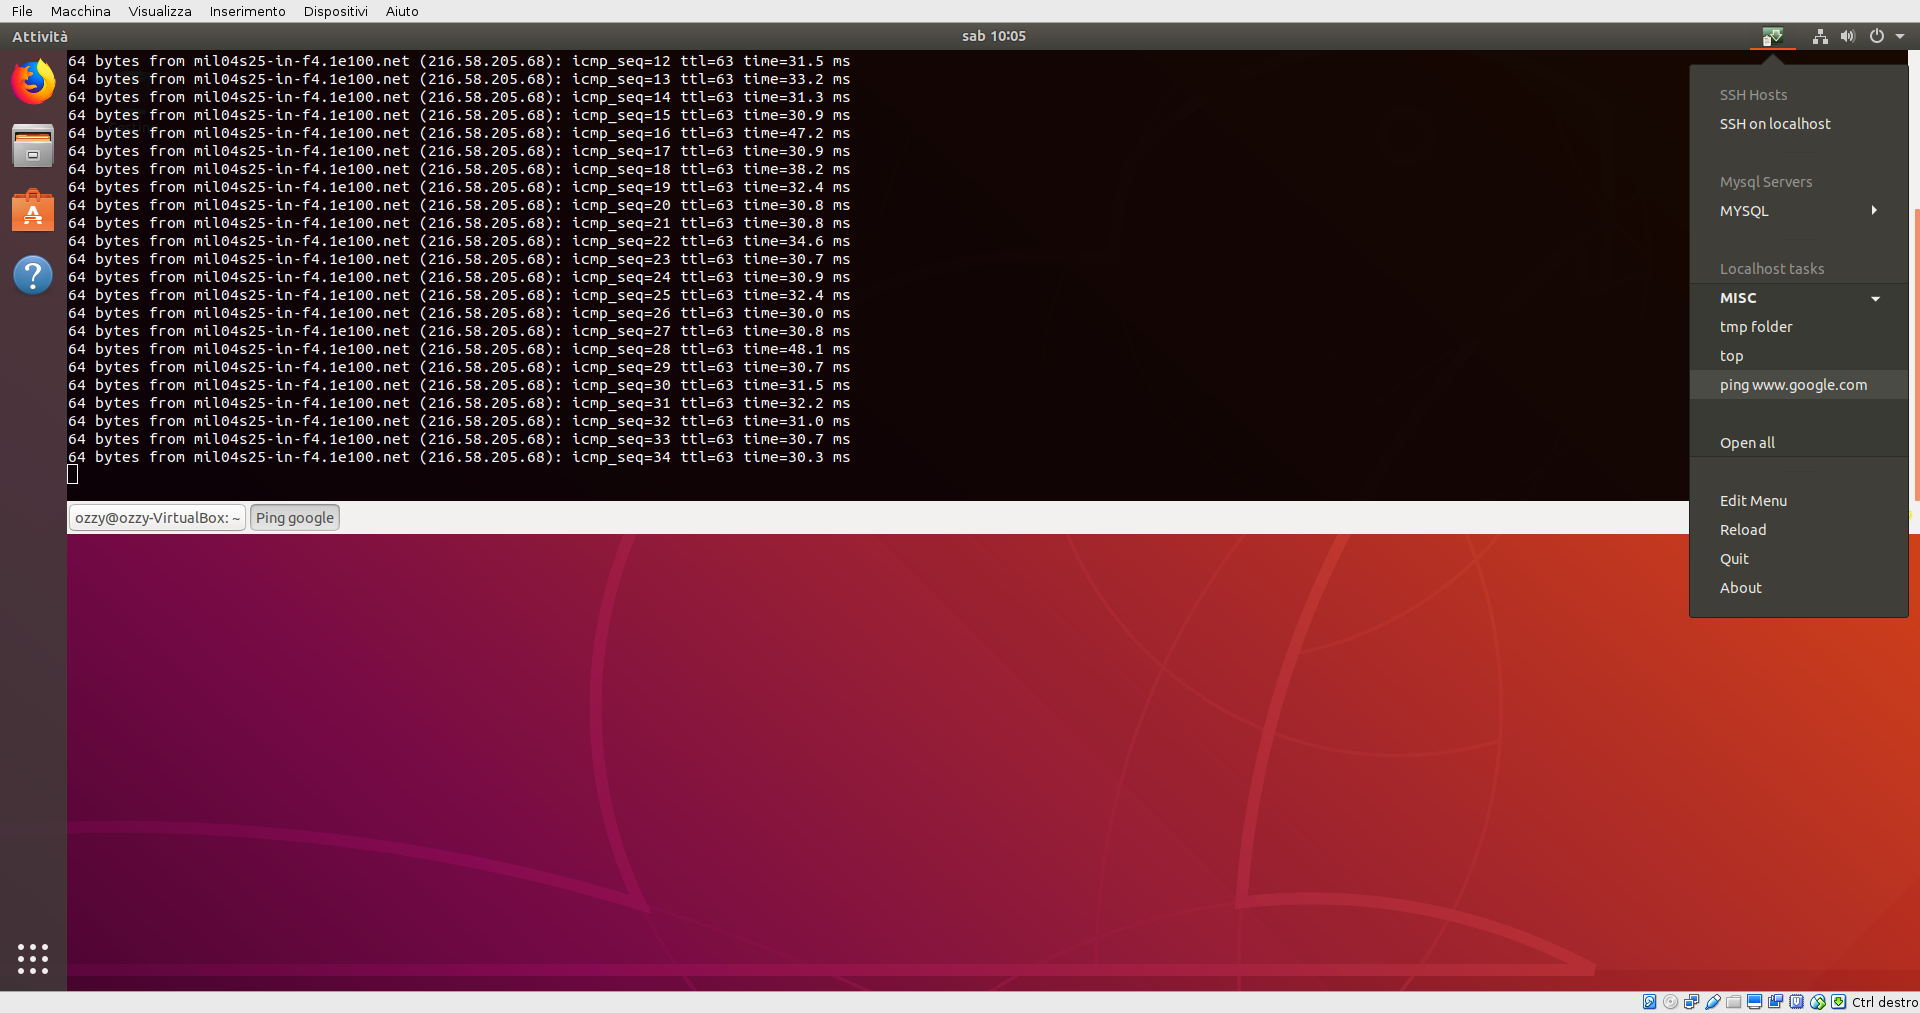 File Macchina Visualizza Inserimento Dispositivi Aiuto
Attività
sab 10:05
64 bytes from mil04s25-in-f4.1e100.net (216.58.205.68): icmp_seq=12 ttl=63 time=31.5 ms
64 bytes from mil04s25-in-f4.1e100.net (216.58.205.68): icmp_seq=13 ttl=63 time=33.2 ms
64 bytes from mil04s25-in-f4.1e100.net (216.58.205.68): icmp_seq=14 ttl=63 time=31.3 ms
64 bytes from mil04s25-in-f4.1e100.net (216.58.205.68): icmp_seq=15 ttl=63 time=30.9 ms
64 bytes from mil04s25-in-f4.1e100.net (216.58.205.68): icmp_seq=16 ttl=63 time=47.2 ms
64 bytes from mil04s25-in-f4.1e100.net (216.58.205.68): icmp_seq=17 ttl=63 time=30.9 ms
64 bytes from mil04s25-in-f4.1e100.net (216.58.205.68): icmp_seq=18 ttl=63 time=38.2 ms
64 bytes from mil04s25-in-f4.1e100.net (216.58.205.68): icmp_seq=19 ttl=63 time=32.4 ms
64 bytes from mil04s25-in-f4.1e100.net (216.58.205.68): icmp_seq=20 ttl=63 time=30.8 ms
64 bytes from mil04s25-in-f4.1e100.net (216.58.205.68): icmp_seq=21 ttl=63 time=30.8 ms
64 bytes from mil04s25-in-f4.1e100.net (216.58.205.68): icmp_seq=22 ttl=63 time=34.6 ms
64 bytes from mil04s25-in-f4.1e100.net (216.58.205.68): icmp_seq=23 ttl=63 time=30.7 ms
64 bytes from mil04s25-in-f4.1e100.net (216.58.205.68): icmp_seq=24 ttl=63 time=30.9 ms
64 bytes from mil04s25-in-f4.1e100.net (216.58.205.68): icmp_seq=25 ttl=63 time=32.4 ms
64 bytes from mil04s25-in-f4.1e100.net (216.58.205.68): icmp_seq=26 ttl=63 time=30.0 ms
64 bytes from mil04s25-in-f4.1e100.net (216.58.205.68): icmp_seq=27 ttl=63 time=30.8 ms
64 bytes from mil04s25-in-f4.1e100.net (216.58.205.68): icmp_seq=28 ttl=63 time=48.1 ms
64 bytes from mil04s25-in-f4.1e100.net (216.58.205.68): icmp_seq=29 ttl=63 time=30.7 ms
64 bytes from mil04s25-in-f4.1e100.net (216.58.205.68): icmp_seq=30 ttl=63 time=31.5 ms
64 bytes from mil04s25-in-f4.1e100.net (216.58.205.68): icmp_seq=31 ttl=63 time=32.2 ms
64 bytes from mil04s25-in-f4.1e100.net (216.58.205.68): icmp_seq=32 ttl=63 time=31.0 ms
64 bytes from mil04s25-in-f4.1e100.net (216.58.205.68): icmp_seq=33 ttl=63 time=30.7 ms
64 bytes from mil04s25-in-f4.1e100.net (216.58.205.68): icmp_seq=34 ttl=63 time=30.3 ms
ozzy@ozzy-VirtualBox: ~
Ping google
SSH Hosts
SSH on localhost
Mysql Servers
MYSQL
Localhost tasks
MISC
tmp folder
top
ping www.google.com
Open all
Edit Menu
Reload
Quit
About
Ctrl destro